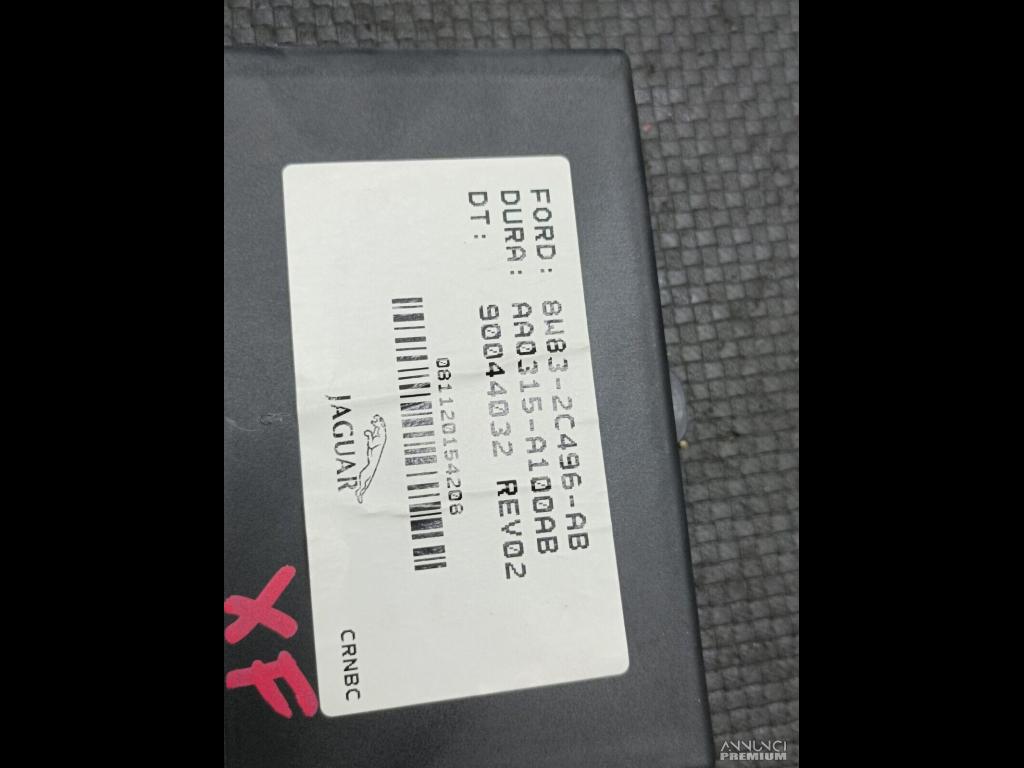 FORD: 8W83-2C496-AB
DURA: AA0315-A100AB
DT: 90044032 REV02
081120154208
JAGUAR
CRNBC
XF
ANNUNCI
PREMIUM